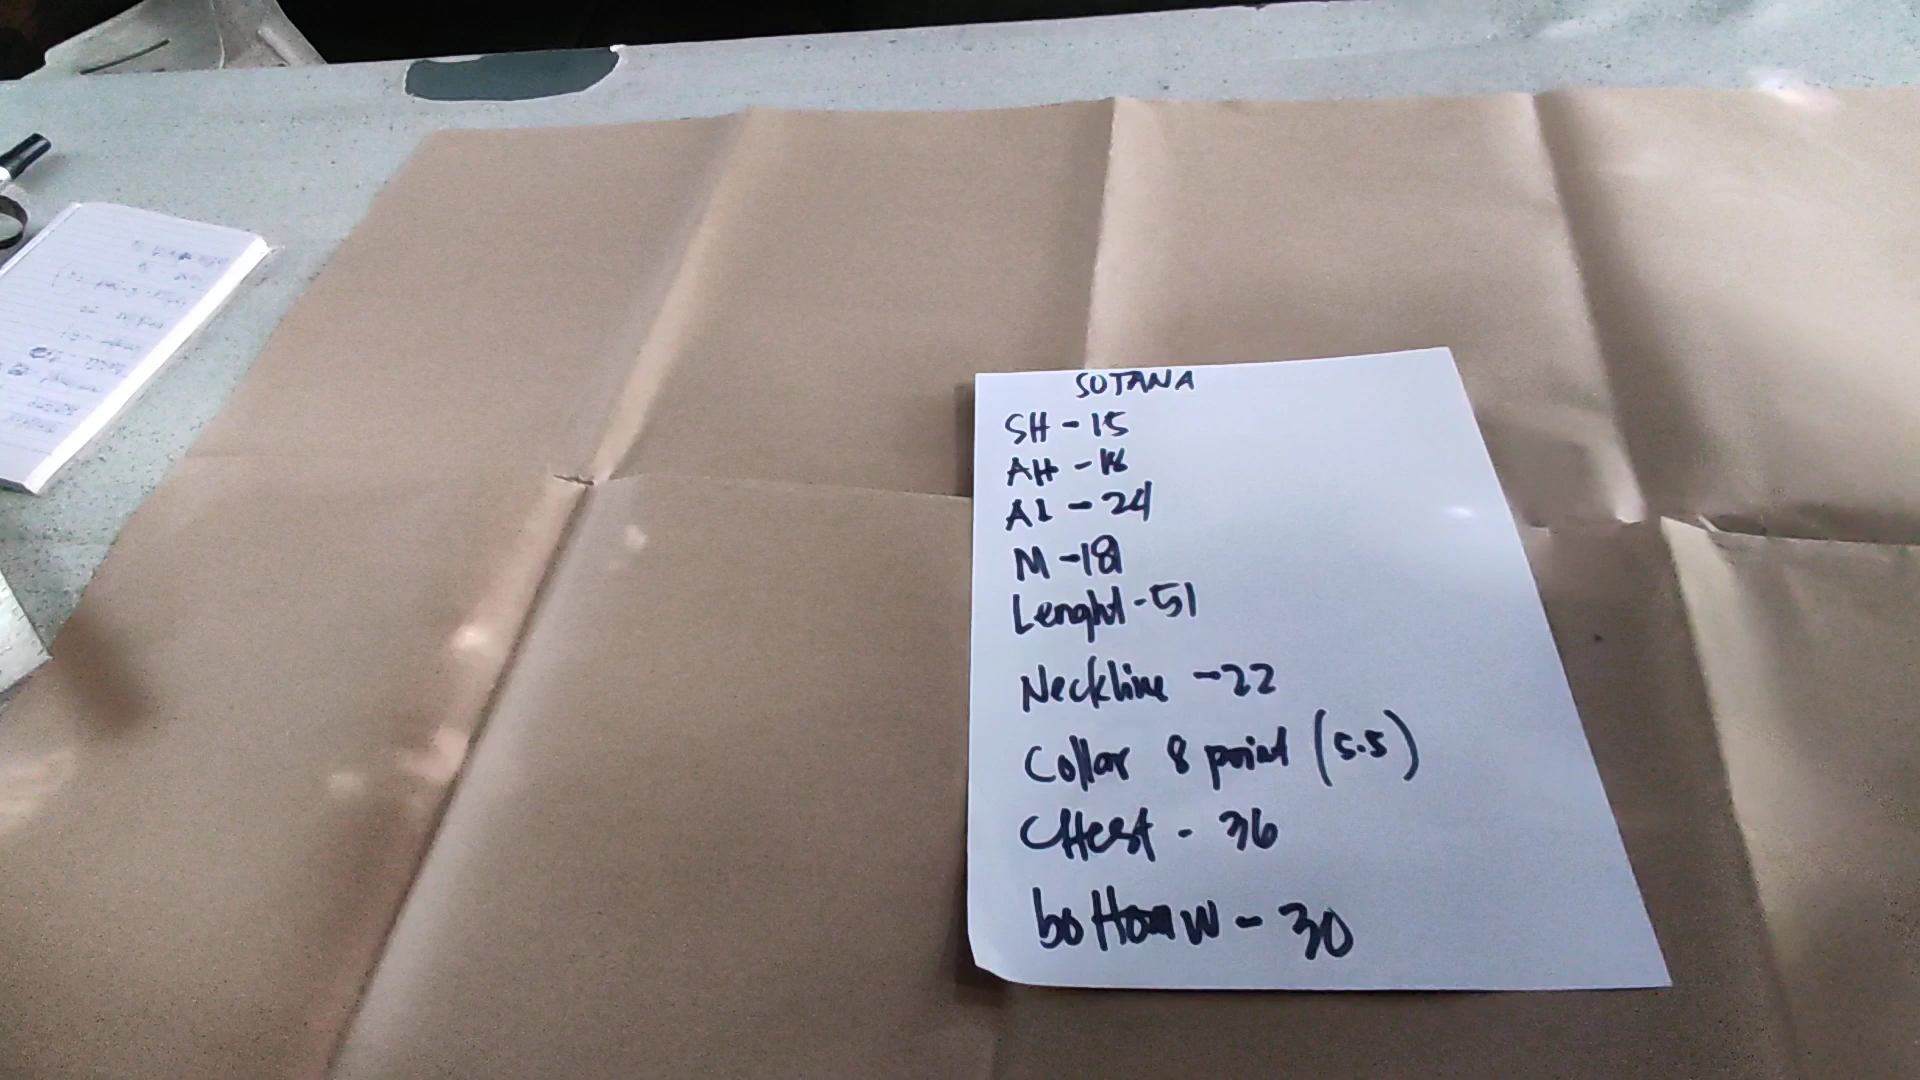 SOTANA
SH - 15
AH - 18
AL - 24
M - 18
Lenght - 51
Neckline - 22
Collar 8 point (5.5)
CHest - 36
bottom W - 30